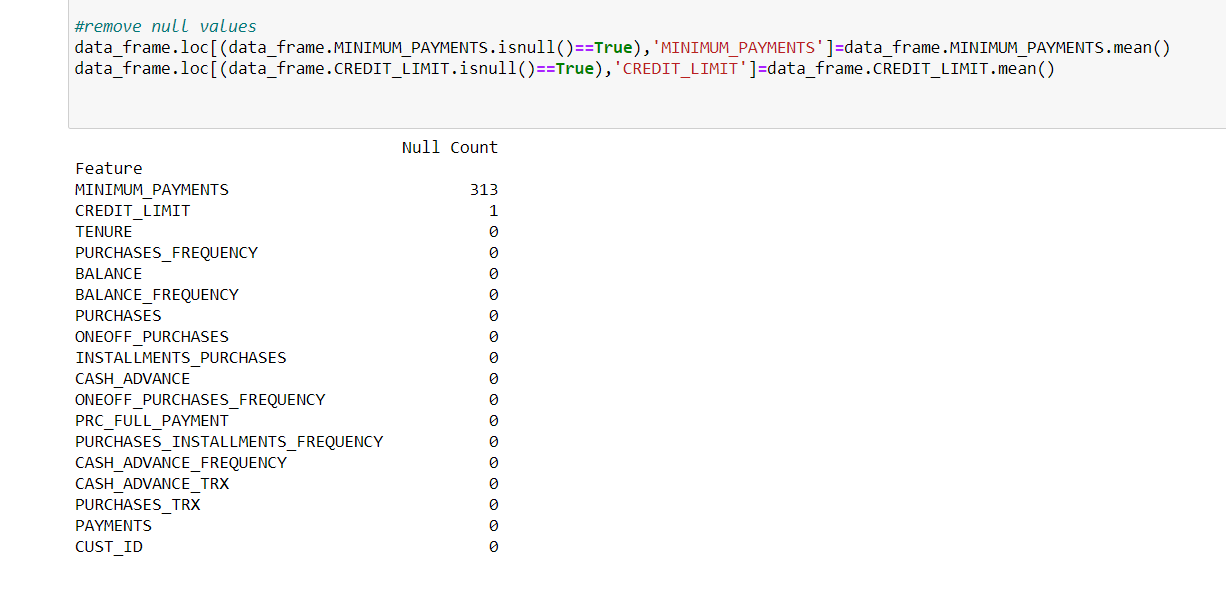 #remove null values
data_frame.loc[(data_frame.MINIMUM_PAYMENTS.isnull()==True),'MINIMUM_PAYMENTS']=data_frame.MINIMUM_PAYMENTS.mean()
data_frame.loc[(data_frame.CREDIT_LIMIT.isnull()==True),'CREDIT_LIMIT']=data_frame.CREDIT_LIMIT.mean()
Null Count
Feature
MINIMUM_PAYMENTS 313
CREDIT_LIMIT 1
TENURE 0
PURCHASES_FREQUENCY 0
BALANCE 0
BALANCE_FREQUENCY 0
PURCHASES 0
ONEOFF_PURCHASES 0
INSTALLMENTS_PURCHASES 0
CASH_ADVANCE 0
ONEOFF_PURCHASES_FREQUENCY 0
PRC_FULL_PAYMENT 0
PURCHASES_INSTALLMENTS_FREQUENCY 0
CASH_ADVANCE_FREQUENCY 0
CASH_ADVANCE_TRX 0
PURCHASES_TRX 0
PAYMENTS 0
CUST_ID 0